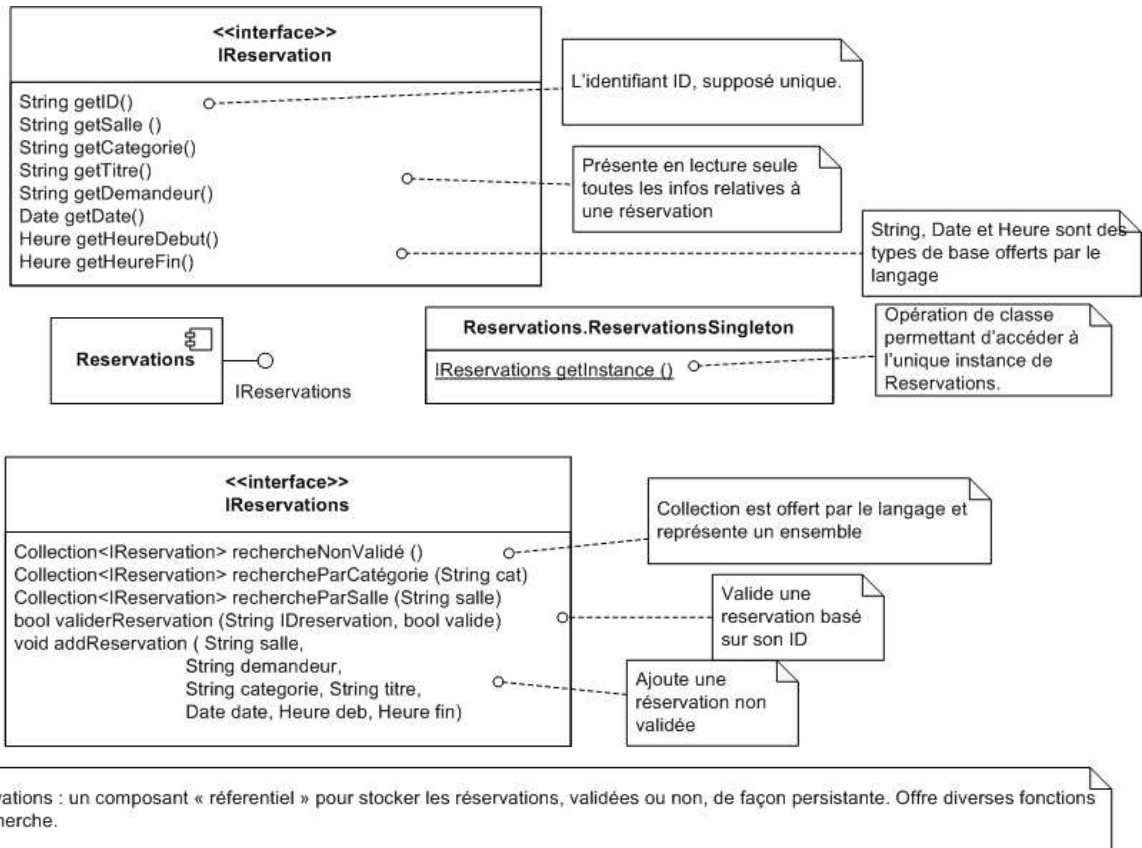 <<interface>>
IReservation
String getID()
String getSalle ()
String getCategorie()
String getTitre()
String getDemandeur()
Date getDate()
Heure getHeureDebut()
Heure getHeureFin()
L'identifiant ID, supposé unique.
Présente en lecture seule
toutes les infos relatives à
une réservation
String, Date et Heure sont des
types de base offerts par le
langage
Reservations
IReservations
Reservations.ReservationsSingleton
IReservations getInstance ()
Opération de classe
permettant d'accéder à
l'unique instance de
Reservations.
<<interface>>
IReservations
Collection<IReservation> rechercheNonValidé ()
Collection<IReservation> rechercheParCatégorie (String cat)
Collection<IReservation> rechercheParSalle (String salle)
bool validerReservation (String IDreservation, bool valide)
void addReservation ( String salle,
String demandeur,
String categorie, String titre,
Date date, Heure deb, Heure fin)
Collection est offert par le langage et
représente un ensemble
Valide une
reservation basé
sur son ID
Ajoute une
réservation non
validée
vations : un composant « réferentiel » pour stocker les réservations, validées ou non, de façon persistante. Offre diverses fonctions
herche.